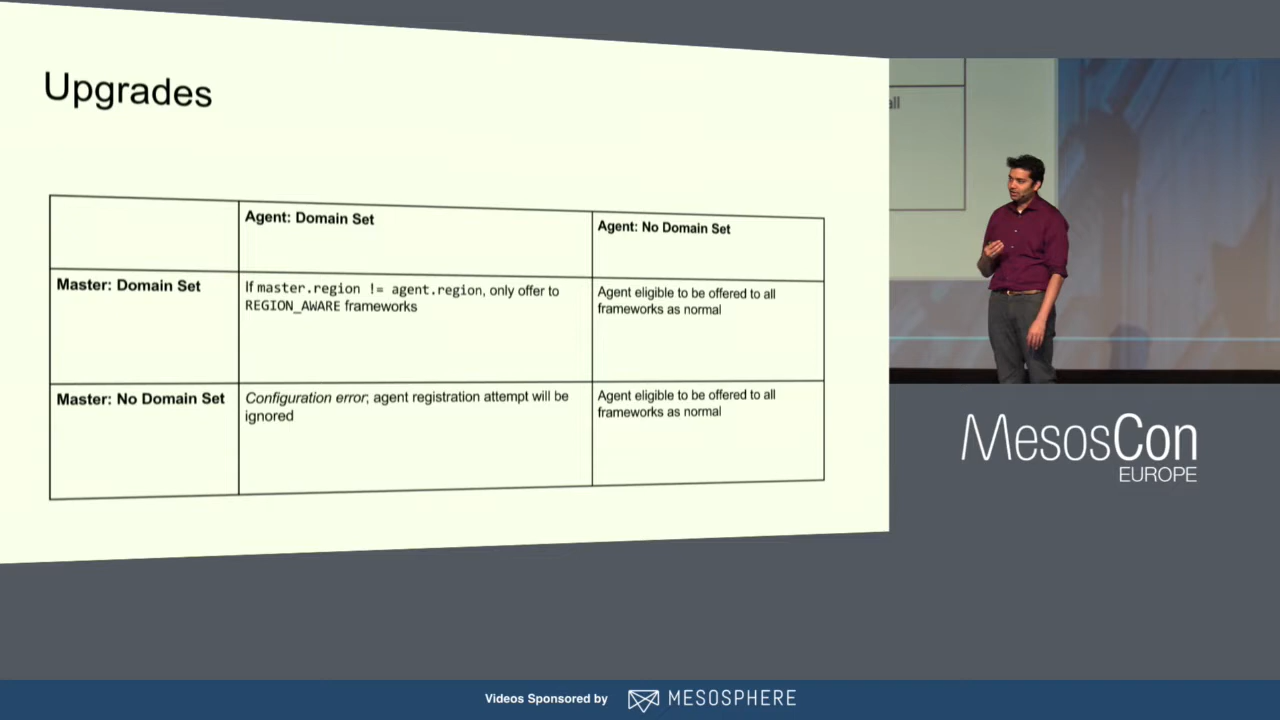 Upgrades
Agent: Domain Set
Agent: No Domain Set
Master: Domain Set
If master.region != agent.region, only offer to
REGION_AWARE frameworks
Agent eligible to be offered to all
frameworks as normal
Master: No Domain Set
Configuration error; agent registration attempt will be
ignored
Agent eligible to be offered to all
frameworks as normal
all
MesosCon
EUROPE
Videos Sponsored by MESOSPHERE